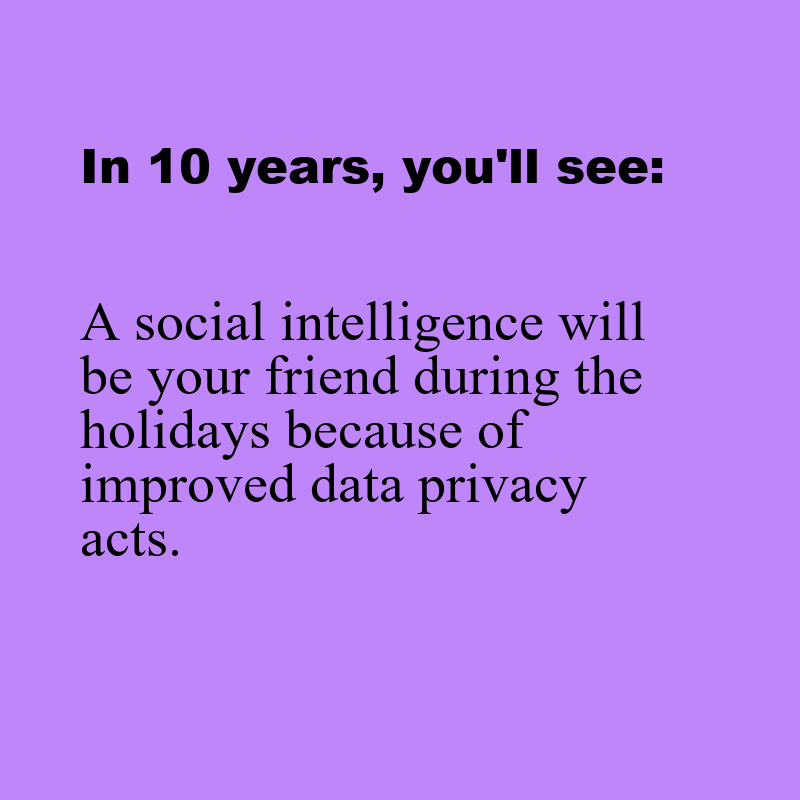 In 10 years, you'll see:
A social intelligence will
be your friend during the
holidays because of
improved data privacy
acts.